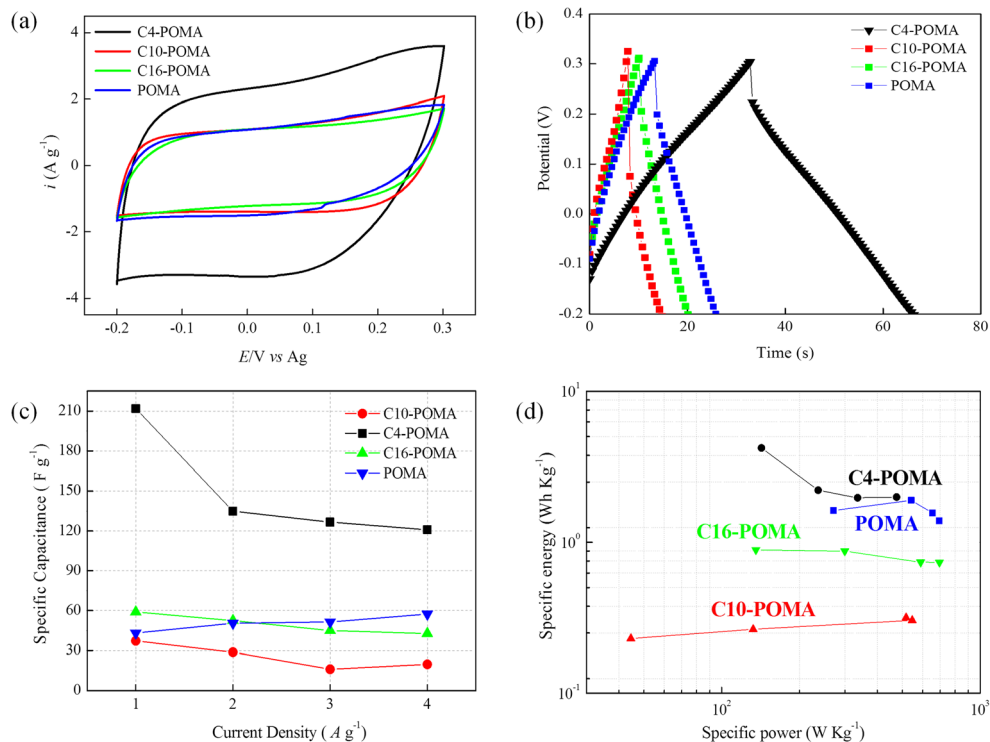 (a)
C4-POMA
C10-POMA
C16-POMA
POMA
4
2
0
-2
-4
i (A g-1)
-0.2 -0.1 0.0 0.1 0.2 0.3
E/V vs Ag
(b)
C4-POMA
C10-POMA
C16-POMA
POMA
0.4
0.3
0.2
0.1
0.0
-0.1
-0.2
Potential (V)
0 20 40 60 80
Time (s)
(c)
C10-POMA
C4-POMA
C16-POMA
POMA
210
180
150
120
90
60
30
0
Specific Capacitance ( F g-1)
1 2 3 4
Current Density ( A g-1)
(d)
10^1
10^0
10^-1
Specific energy (Wh Kg-1)
C4-POMA
POMA
C16-POMA
C10-POMA
10^2 10^3
Specific power (W Kg-1)